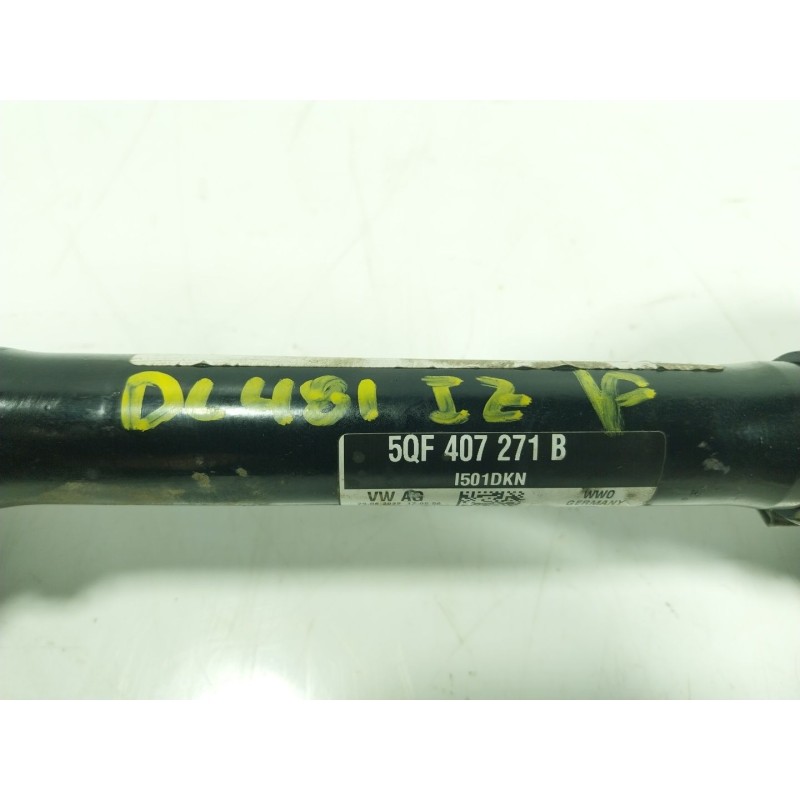 DL481 IZ P
5QF 407 271 B
I501DKN
VW AG
WWO
GERMANY